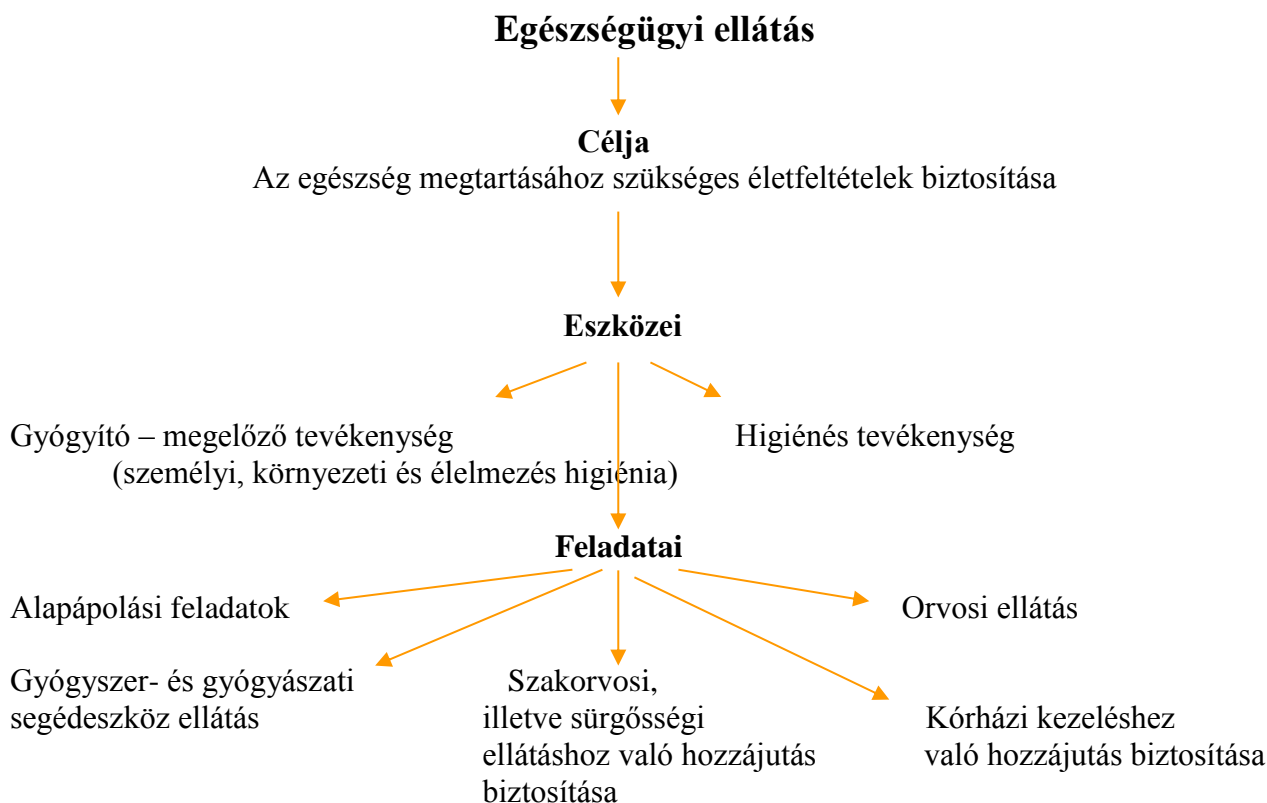 Egészségügyi ellátás
Célja
Az egészség megtartásához szükséges életfeltételek biztosítása
Eszközei
Gyógyító – megelőző tevékenység
Higiénés tevékenység
(személyi, környezeti és élelmezés higiénia)
Feladatai
Alapápolási feladatok
Orvosi ellátás
Gyógyszer- és gyógyászati
segédeszköz ellátás
Szakorvosi,
illetve sürgősségi
ellátáshoz való hozzájutás
biztosítása
Kórházi kezeléshez
való hozzájutás biztosítása